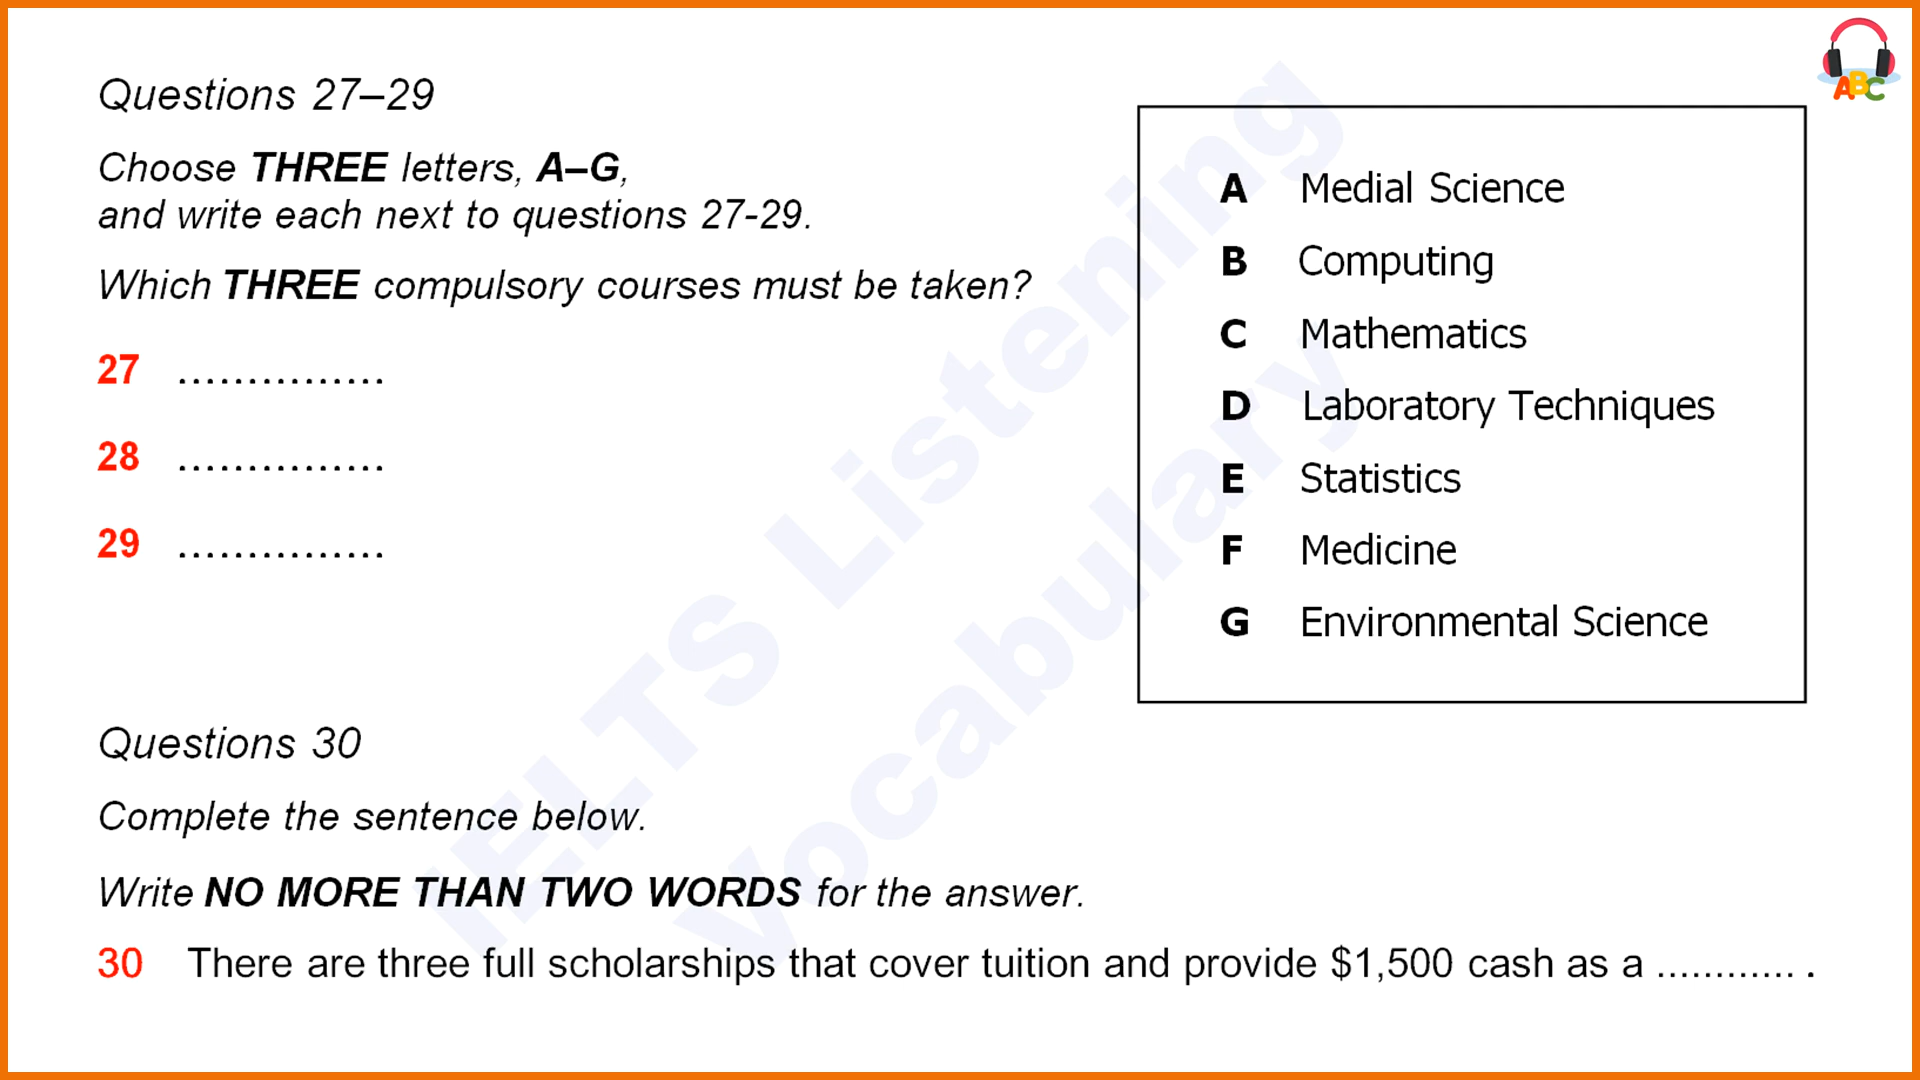 Questions 27–29
Choose THREE letters, A–G,
and write each next to questions 27-29.
Which THREE compulsory courses must be taken?
27 ...............
28 ...............
29 ...............
A Medial Science
B Computing
C Mathematics
D Laboratory Techniques
E Statistics
F Medicine
G Environmental Science
Questions 30
Complete the sentence below.
Write NO MORE THAN TWO WORDS for the answer.
30 There are three full scholarships that cover tuition and provide $1,500 cash as a ............ .
IELTS Listening
Vocabulary
ABC